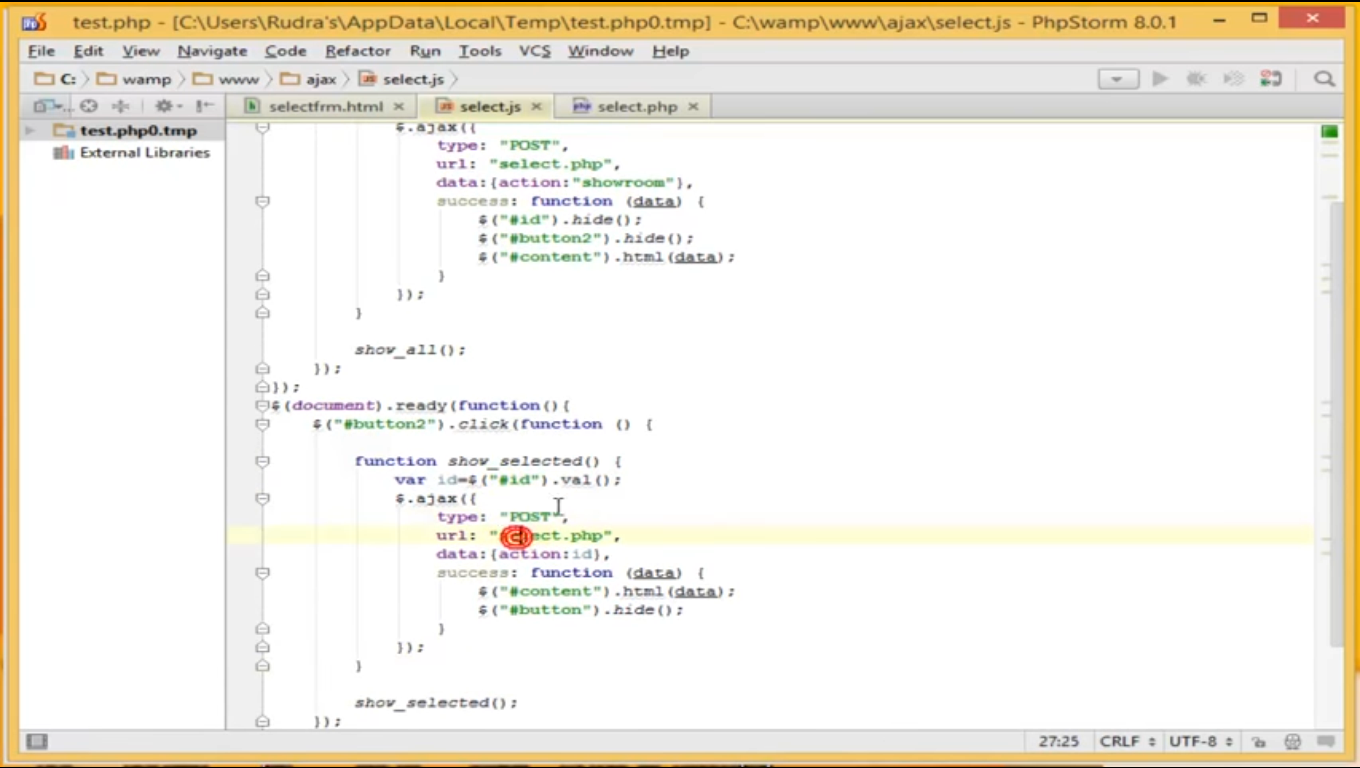 test.php - [C:\Users\Rudra's\AppData\Local\Temp\test.php0.tmp] - C:\wamp\www\ajax\select.js - PhpStorm 8.0.1
File Edit View Navigate Code Refactor Run Tools VCS Window Help
C: wamp www ajax select.js
selectfrm.html select.js select.php
test.php0.tmp
External Libraries
$.ajax({
type: "POST",
url: "select.php",
data:{action:"showroom"},
success: function (data) {
$("#id").hide();
$("#button2").hide();
$("#content").html(data);
}
});
}
show_all();
});
});
$(document).ready(function(){
$("#button2").click(function () {
function show_selected() {
var id=$("#id").val();
$.ajax({
type: "POST",
url: "select.php",
data:{action:id},
success: function (data) {
$("#content").html(data);
$("#button").hide();
}
});
}
show_selected();
});
27:25 CRLF UTF-8